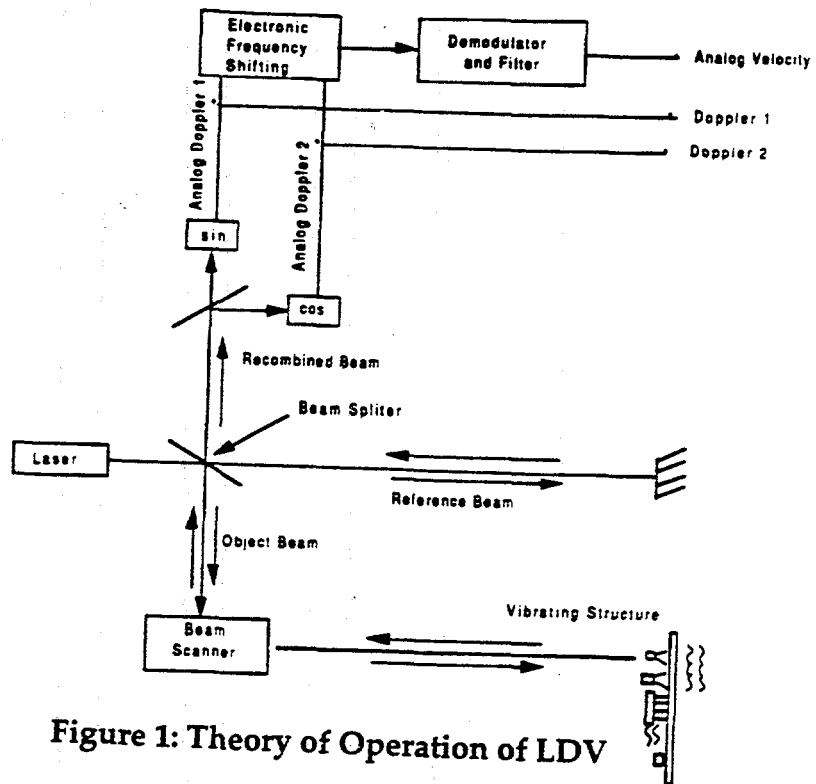 Electronic
Frequency
Shifting
Demodulator
and Filter
Analog Velocity
Doppler 1
Doppler 2
Analog Doppler 1
Analog Doppler 2
sin
cos
Recombined Beam
Beam Spliter
Laser
Reference Beam
Object Beam
Beam
Scanner
Vibrating Structure
Figure 1: Theory of Operation of LDV